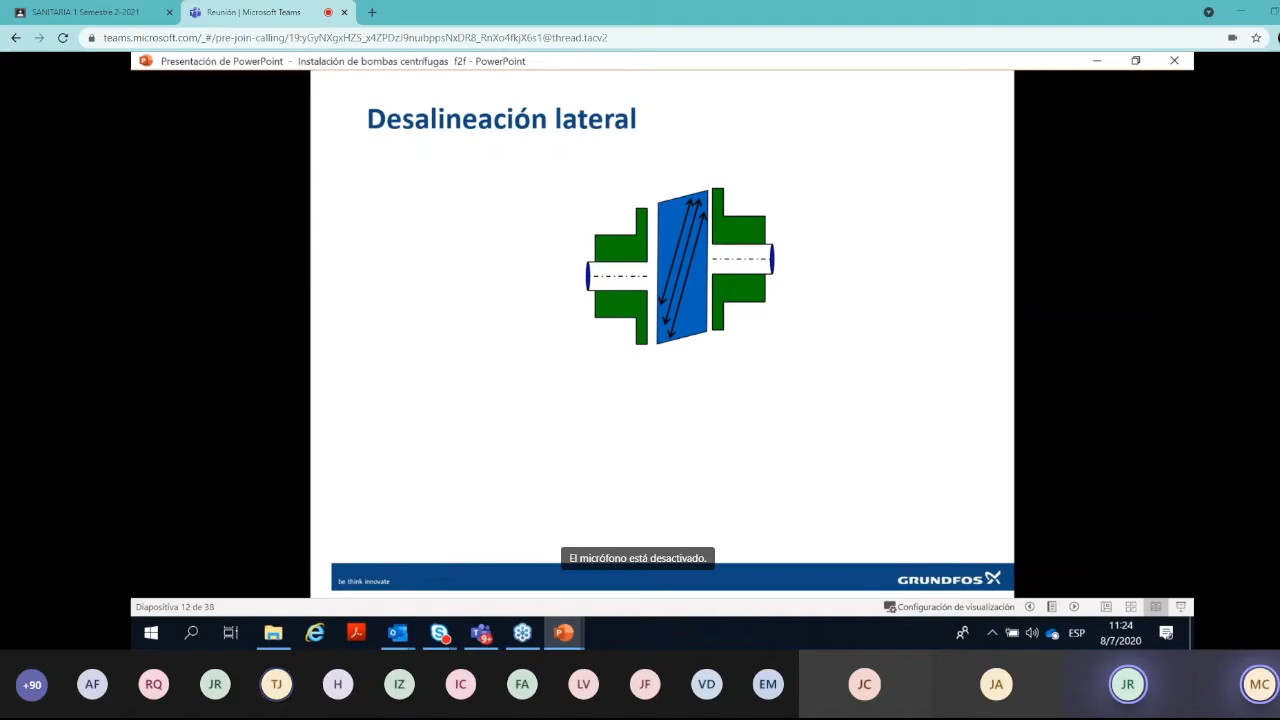 SANITARIA 1 Semestre 2-2021
Reunión | Microsoft Teams
teams.microsoft.com/_#/pre-join-calling/19:yGyNXgxHZS_x4ZPDzJ9nuibppsNxDR8_RnXo4fkjX6s1@thread.tacv2
Presentación de PowerPoint - Instalación de bombas centrífugas f2f - PowerPoint
Desalineación lateral
El micrófono está desactivado.
be think innovate
GRUNDFOS
Diapositiva 12 de 38
Configuración de visualización
9+
ESP
11:24
8/7/2020
+90
AF
RQ
JR
TJ
H
IZ
IC
FA
LV
JF
VD
EM
JC
JA
JR
MC